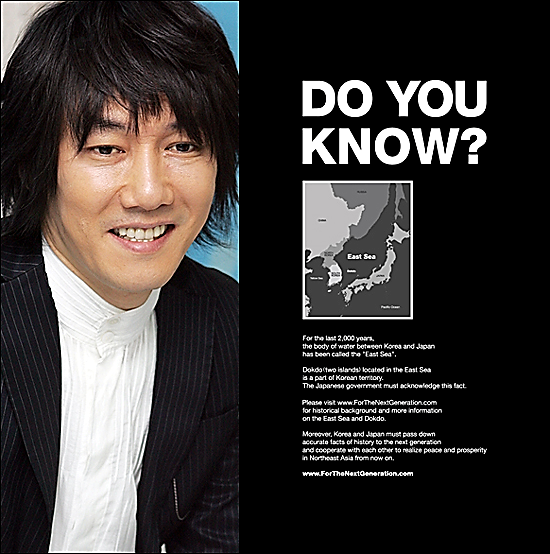 DO YOU
KNOW?
East Sea
Pacific Ocean
For the last 2,000 years,
the body of water between Korea and Japan
has been called the "East Sea".
Dokdo(two islands) located in the East Sea
is a part of Korean territory.
The Japanese government must acknowledge this fact.
Please visit www.ForTheNextGeneration.com
for historical background and more information
on the East Sea and Dokdo.
Moreover, Korea and Japan must pass down
accurate facts of history to the next generation
and cooperate with each other to realize peace and prosperity
in Northeast Asia from now on.
www.ForTheNextGeneration.com